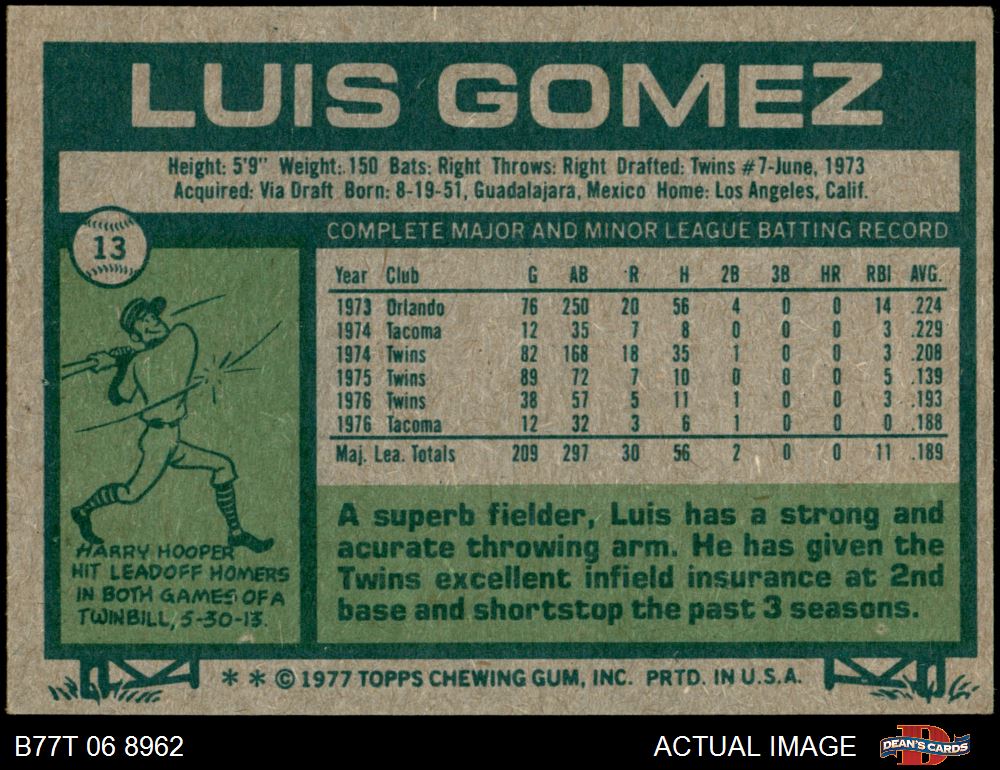 LUIS GOMEZ
Height: 5'9" Weight: 150 Bats: Right Throws: Right Drafted: Twins #7-June, 1973
Acquired: Via Draft Born: 8-19-51, Guadalajara, Mexico Home: Los Angeles, Calif.
13
COMPLETE MAJOR AND MINOR LEAGUE BATTING RECORD
Year Club G AB R H 2B 3B HR RBI AVG.
1973 Orlando 76 250 20 56 4 0 0 14 .224
1974 Tacoma 12 35 7 8 0 0 0 3 .229
1974 Twins 82 168 18 35 1 0 0 3 .208
1975 Twins 89 72 7 10 0 0 0 5 .139
1976 Twins 38 57 5 11 1 0 0 3 .193
1976 Tacoma 12 32 3 6 1 0 0 0 .188
Maj. Lea. Totals 209 297 30 56 2 0 0 11 .189
HARRY HOOPER
HIT LEADOFF HOMERS
IN BOTH GAMES OF A
TWINBILL, 5-30-13.
A superb fielder, Luis has a strong and
acurate throwing arm. He has given the
Twins excellent infield insurance at 2nd
base and shortstop the past 3 seasons.
* * © 1977 TOPPS CHEWING GUM, INC. PRTD. IN U.S.A.
B77T 06 8962
ACTUAL IMAGE
D
DEAN'S CARDS